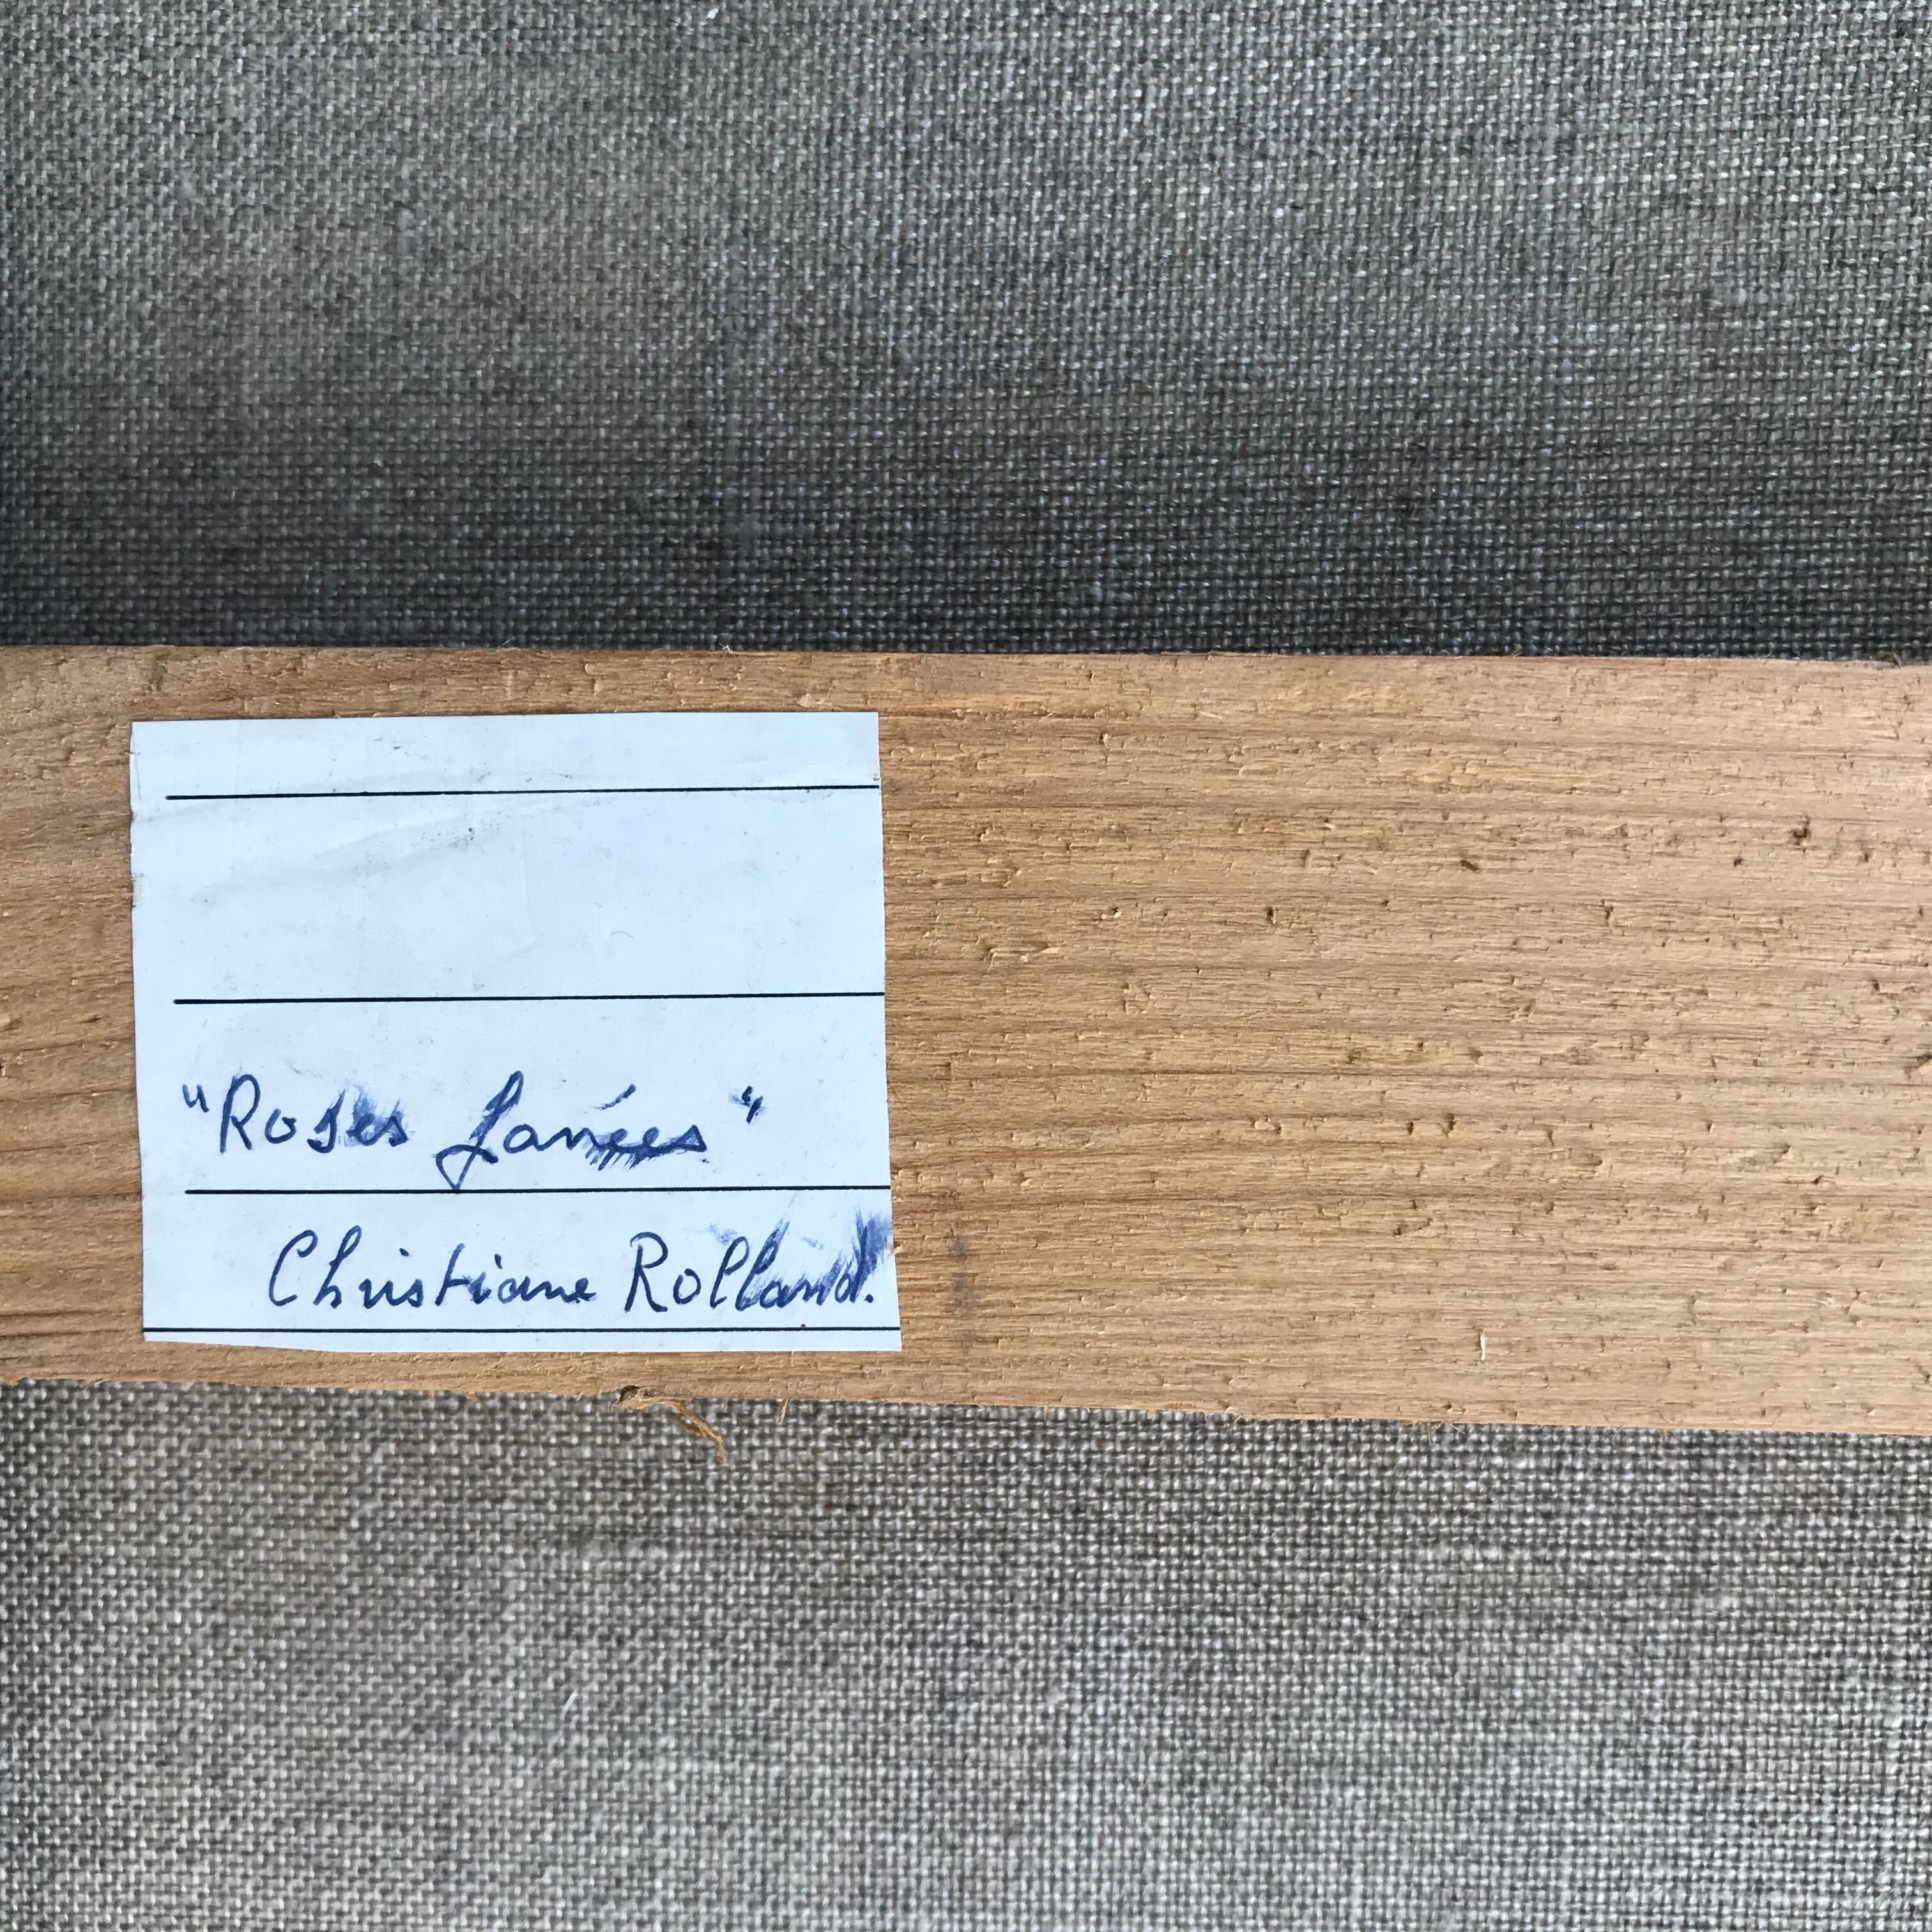 "Roses fanées"
Christiane Rolland.